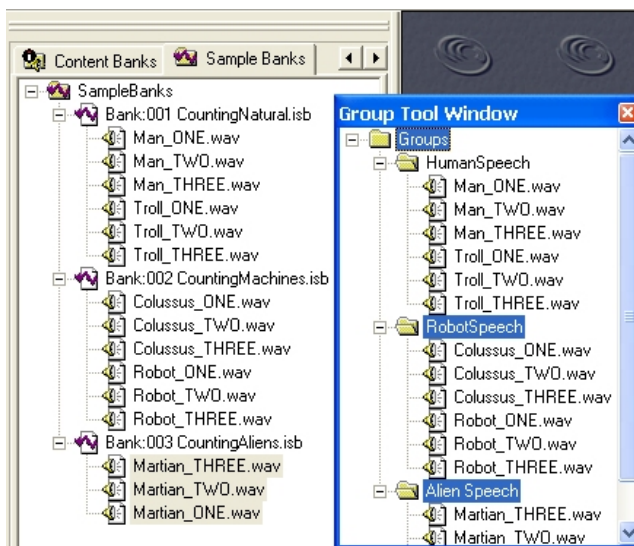 Content Banks
Sample Banks
SampleBanks
Bank:001 CountingNatural.isb
Man_ONE.wav
Man_TWO.wav
Man_THREE.wav
Troll_ONE.wav
Troll_TWO.wav
Troll_THREE.wav
Bank:002 CountingMachines.isb
Colussus_ONE.wav
Colussus_TWO.wav
Colussus_THREE.wav
Robot_ONE.wav
Robot_TWO.wav
Robot_THREE.wav
Bank:003 CountingAliens.isb
Martian_THREE.wav
Martian_TWO.wav
Martian_ONE.wav
Group Tool Window
Groups
HumanSpeech
Man_ONE.wav
Man_TWO.wav
Man_THREE.wav
Troll_ONE.wav
Troll_TWO.wav
Troll_THREE.wav
RobotSpeech
Colussus_ONE.wav
Colussus_TWO.wav
Colussus_THREE.wav
Robot_ONE.wav
Robot_TWO.wav
Robot_THREE.wav
Alien Speech
Martian_THREE.wav
Martian_TWO.wav